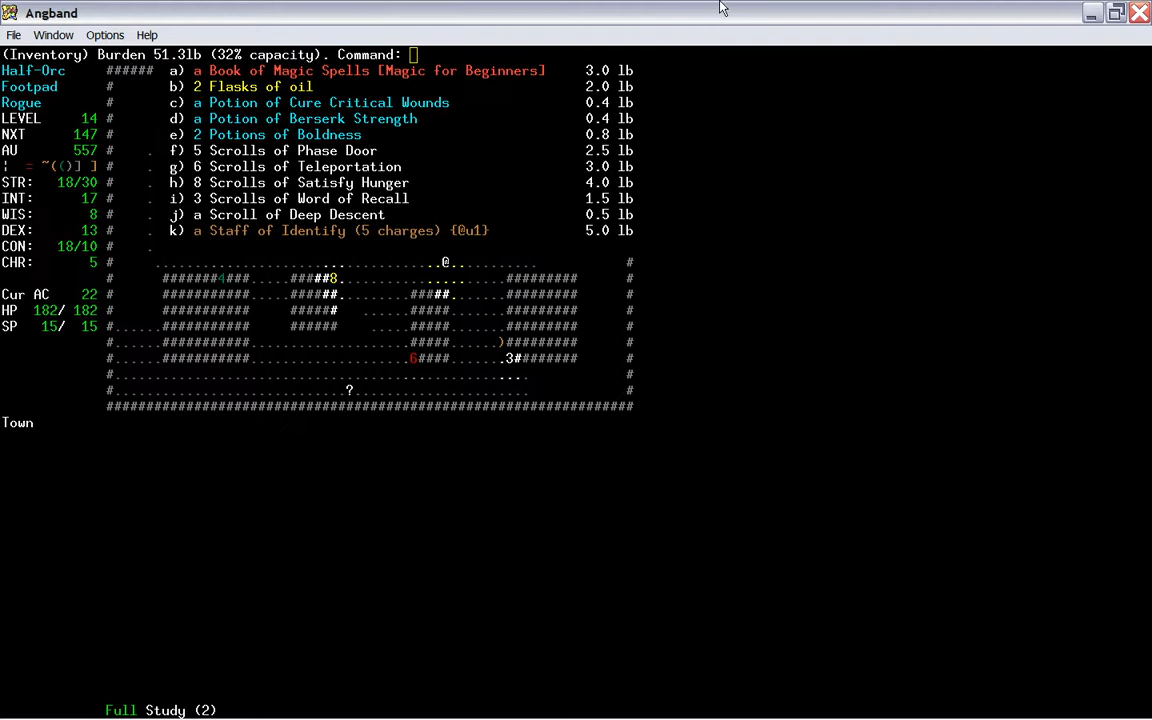 Angband
File Window Options Help
(Inventory) Burden 51.3lb (32% capacity). Command:
Half-Orc ###### a) a Book of Magic Spells [Magic for Beginners] 3.0 lb
Footpad # b) 2 Flasks of oil 2.0 lb
Rogue # c) a Potion of Cure Critical Wounds 0.4 lb
LEVEL 14 # d) a Potion of Berserk Strength 0.4 lb
NXT 147 # e) 2 Potions of Boldness 0.8 lb
AU 557 # . f) 5 Scrolls of Phase Door 2.5 lb
¦ = ~(()] ] # . g) 6 Scrolls of Teleportation 3.0 lb
STR: 18/30 # . h) 8 Scrolls of Satisfy Hunger 4.0 lb
INT: 17 # . i) 3 Scrolls of Word of Recall 1.5 lb
WIS: 8 # . j) a Scroll of Deep Descent 0.5 lb
DEX: 13 # . k) a Staff of Identify (5 charges) {@u1} 5.0 lb
CON: 18/10 # .
CHR: 5 # ..................................@........... #
# #######4### ..... ######8 ..... ######### #
Cur AC 22 # ########### ..... ###### . ##### . ######### #
HP 182/ 182 # ########### ###### ..... ##### ....... ######### #
SP 15/ 15 #...... ########### ###### ..... ##### ....... ######### #
#...... ########### .................... ##### ...... )######### #
#...... ########### .................... 6#### ...... .3######## #
#.................................................... #
#.............................?...................... #
##################################################################
Town
Full Study (2)